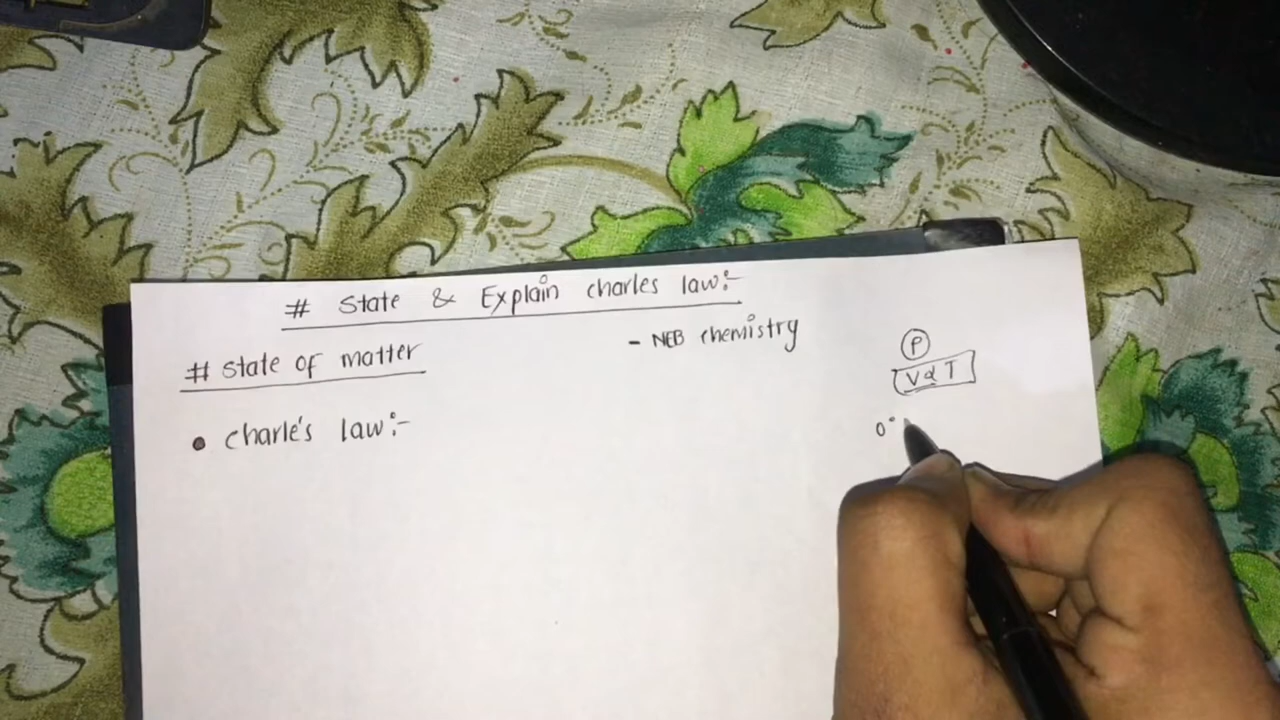 # State & Explain charles law:-
- NEB chemistry
# State of matter
P
V α T
• charle's law:-
0°